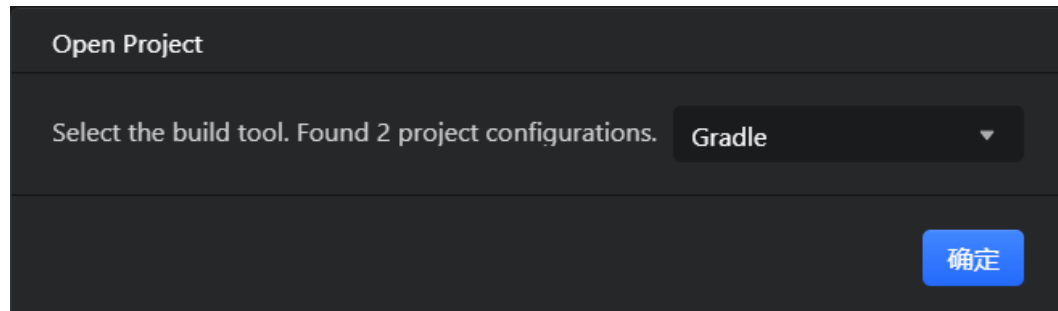 Open Project
Select the build tool. Found 2 project configurations. Gradle
确定